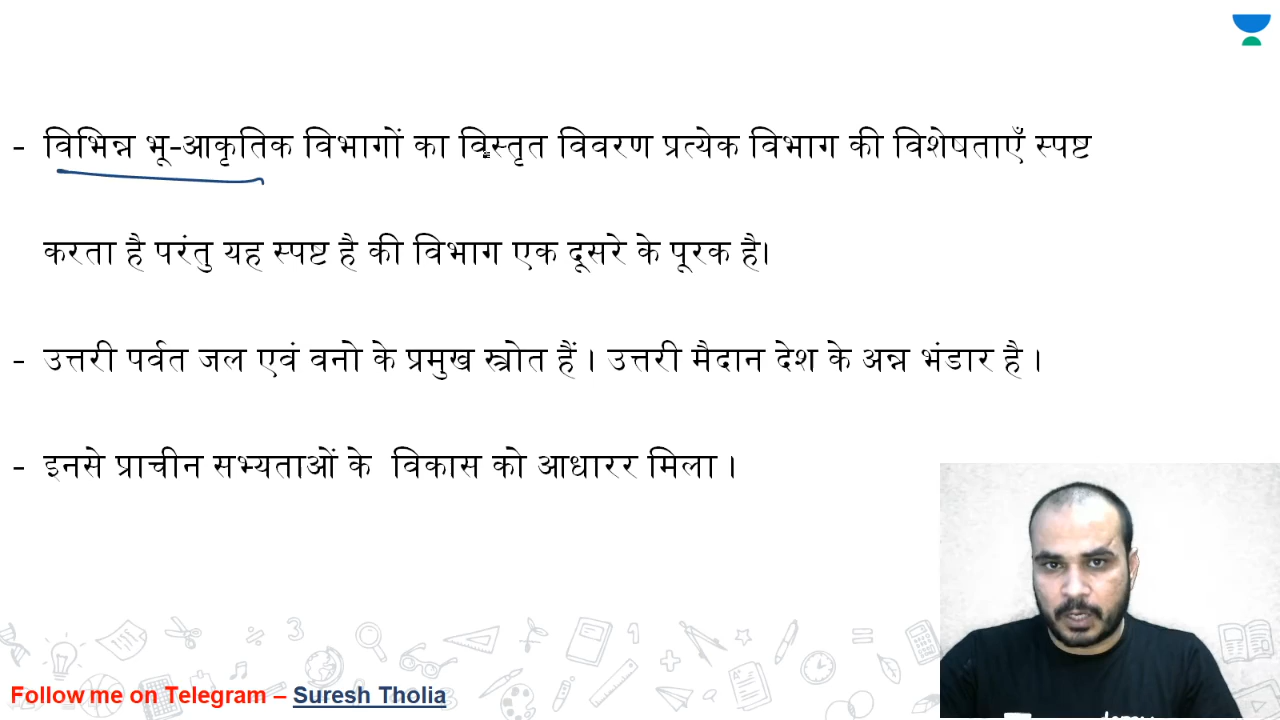 - विभिन्न भू-आकृतिक विभागों का विस्तृत विवरण प्रत्येक विभाग की विशेषताएँ स्पष्ट
करता है परंतु यह स्पष्ट है की विभाग एक दूसरे के पूरक है।
- उत्तरी पर्वत जल एवं वनो के प्रमुख स्त्रोत हैं । उत्तरी मैदान देश के अन्न भंडार है ।
- इनसे प्राचीन सभ्यताओं के विकास को आधारर मिला ।
Follow me on Telegram – Suresh Tholia